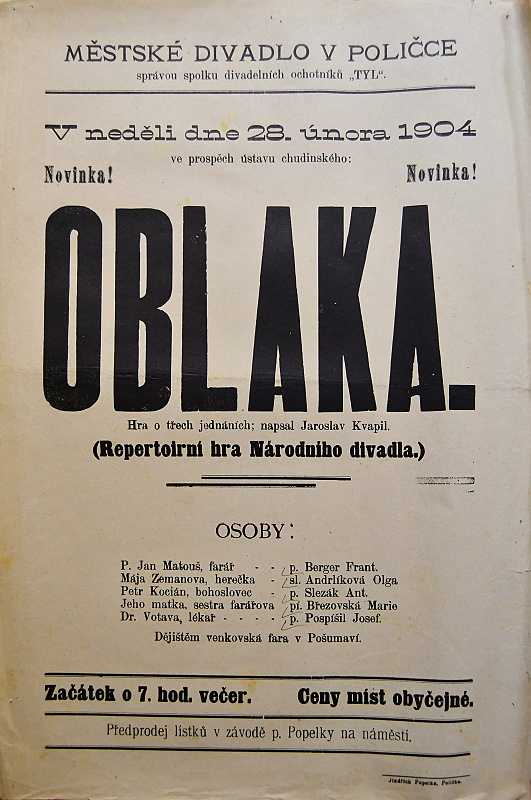 MĚSTSKÉ DIVADLO V POLIČCE
správou spolku divadelních ochotníků „TYL“.
V neděli dne 28. února 1904
ve prospěch ústavu chudinského:
Novinka! Novinka!
OBLAKA.
Hra o třech jednáních; napsal Jaroslav Kvapil.
(Repertoirní hra Národního divadla.)
OSOBY:
P. Jan Matouš, farář - - p. Berger Frant.
Mája Zemanova, herečka - sl. Andrlíková Olga
Petr Kocián, bohoslovec - p. Slezák Ant.
Jeho matka, sestra farářova pí. Březovská Marie
Dr. Votava, lékař - - - - p. Pospíšil Josef.
Dějištěm venkovská fara v Pošumaví.
Začátek o 7. hod. večer. Ceny míst obyčejné.
Předprodej lístků v závodě p. Popelky na náměstí.
Jindřich Popelka, Polička.